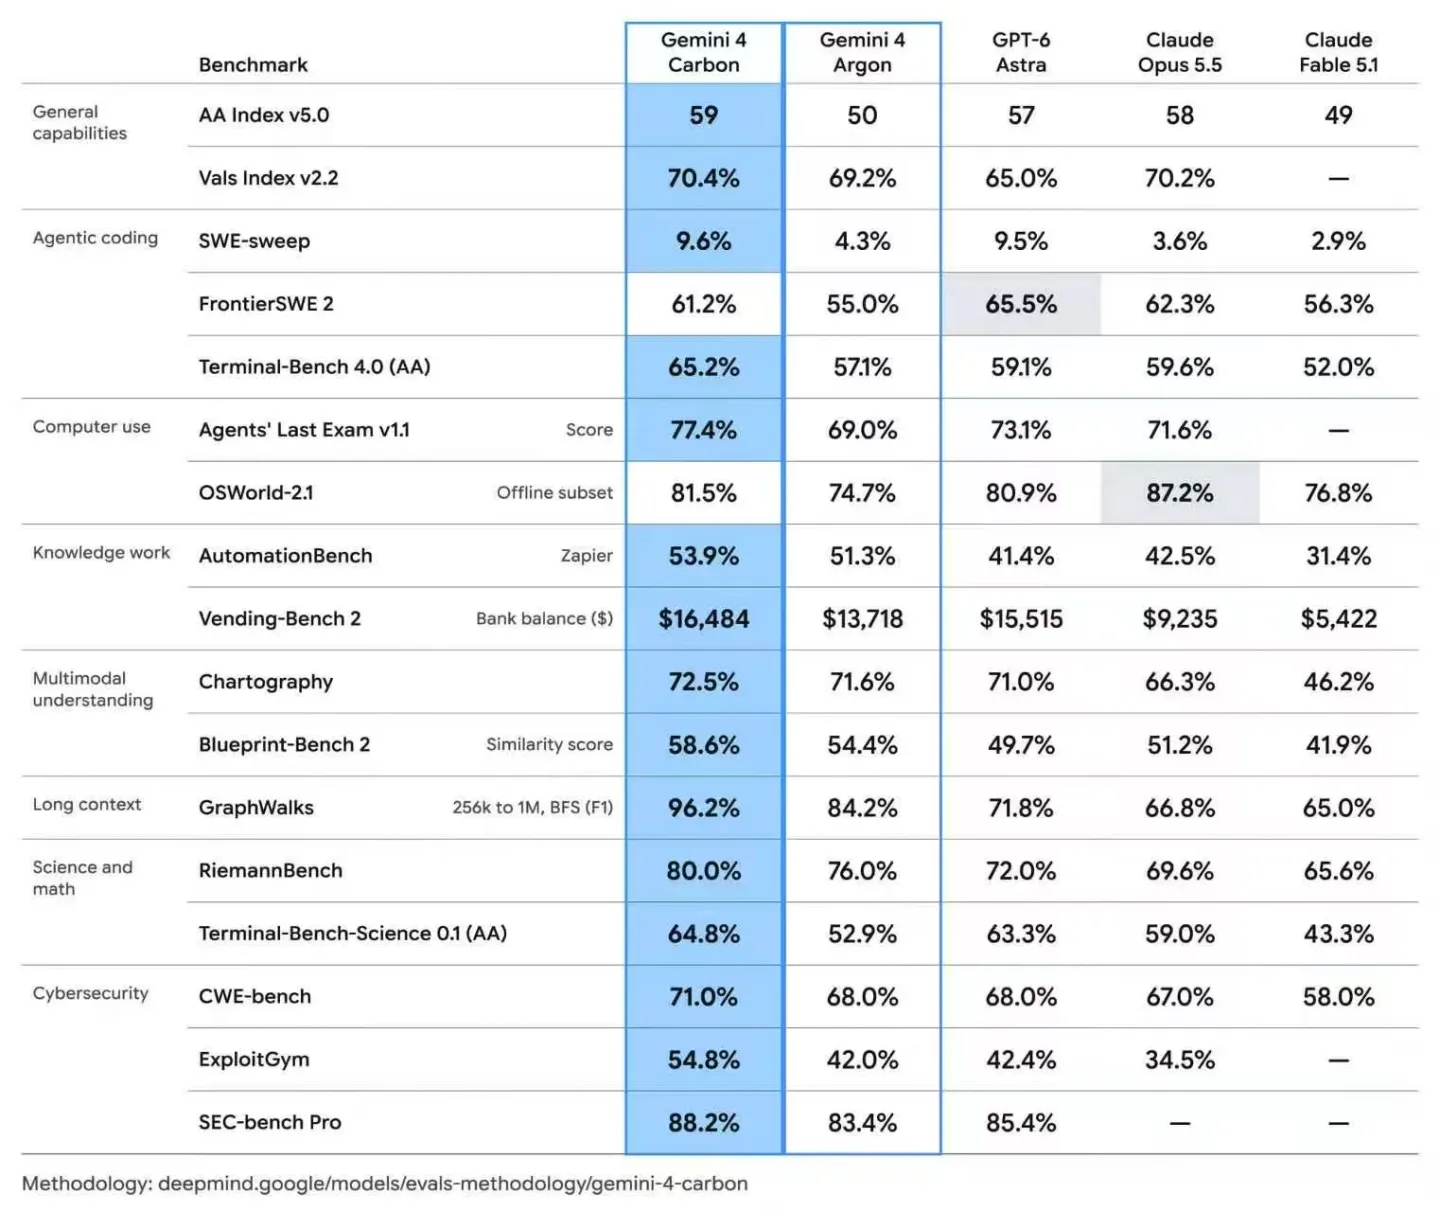 Benchmark
Gemini 4 Carbon
Gemini 4 Argon
GPT-6 Astra
Claude Opus 5.5
Claude Fable 5.1
General capabilities
AA Index v5.0 59 50 57 58 49
Vals Index v2.2 70.4% 69.2% 65.0% 70.2% —
Agentic coding
SWE-sweep 9.6% 4.3% 9.5% 3.6% 2.9%
FrontierSWE 2 61.2% 55.0% 65.5% 62.3% 56.3%
Terminal-Bench 4.0 (AA) 65.2% 57.1% 59.1% 59.6% 52.0%
Computer use
Agents' Last Exam v1.1 Score 77.4% 69.0% 73.1% 71.6% —
OSWorld-2.1 Offline subset 81.5% 74.7% 80.9% 87.2% 76.8%
Knowledge work
AutomationBench Zapier 53.9% 51.3% 41.4% 42.5% 31.4%
Vending-Bench 2 Bank balance ($) $16,484 $13,718 $15,515 $9,235 $5,422
Multimodal understanding
Chartography 72.5% 71.6% 71.0% 66.3% 46.2%
Blueprint-Bench 2 Similarity score 58.6% 54.4% 49.7% 51.2% 41.9%
Long context
GraphWalks 256k to 1M, BFS (F1) 96.2% 84.2% 71.8% 66.8% 65.0%
Science and math
RiemannBench 80.0% 76.0% 72.0% 69.6% 65.6%
Terminal-Bench-Science 0.1 (AA) 64.8% 52.9% 63.3% 59.0% 43.3%
Cybersecurity
CWE-bench 71.0% 68.0% 68.0% 67.0% 58.0%
ExploitGym 54.8% 42.0% 42.4% 34.5% —
SEC-bench Pro 88.2% 83.4% 85.4% — —
Methodology: deepmind.google/models/evals-methodology/gemini-4-carbon